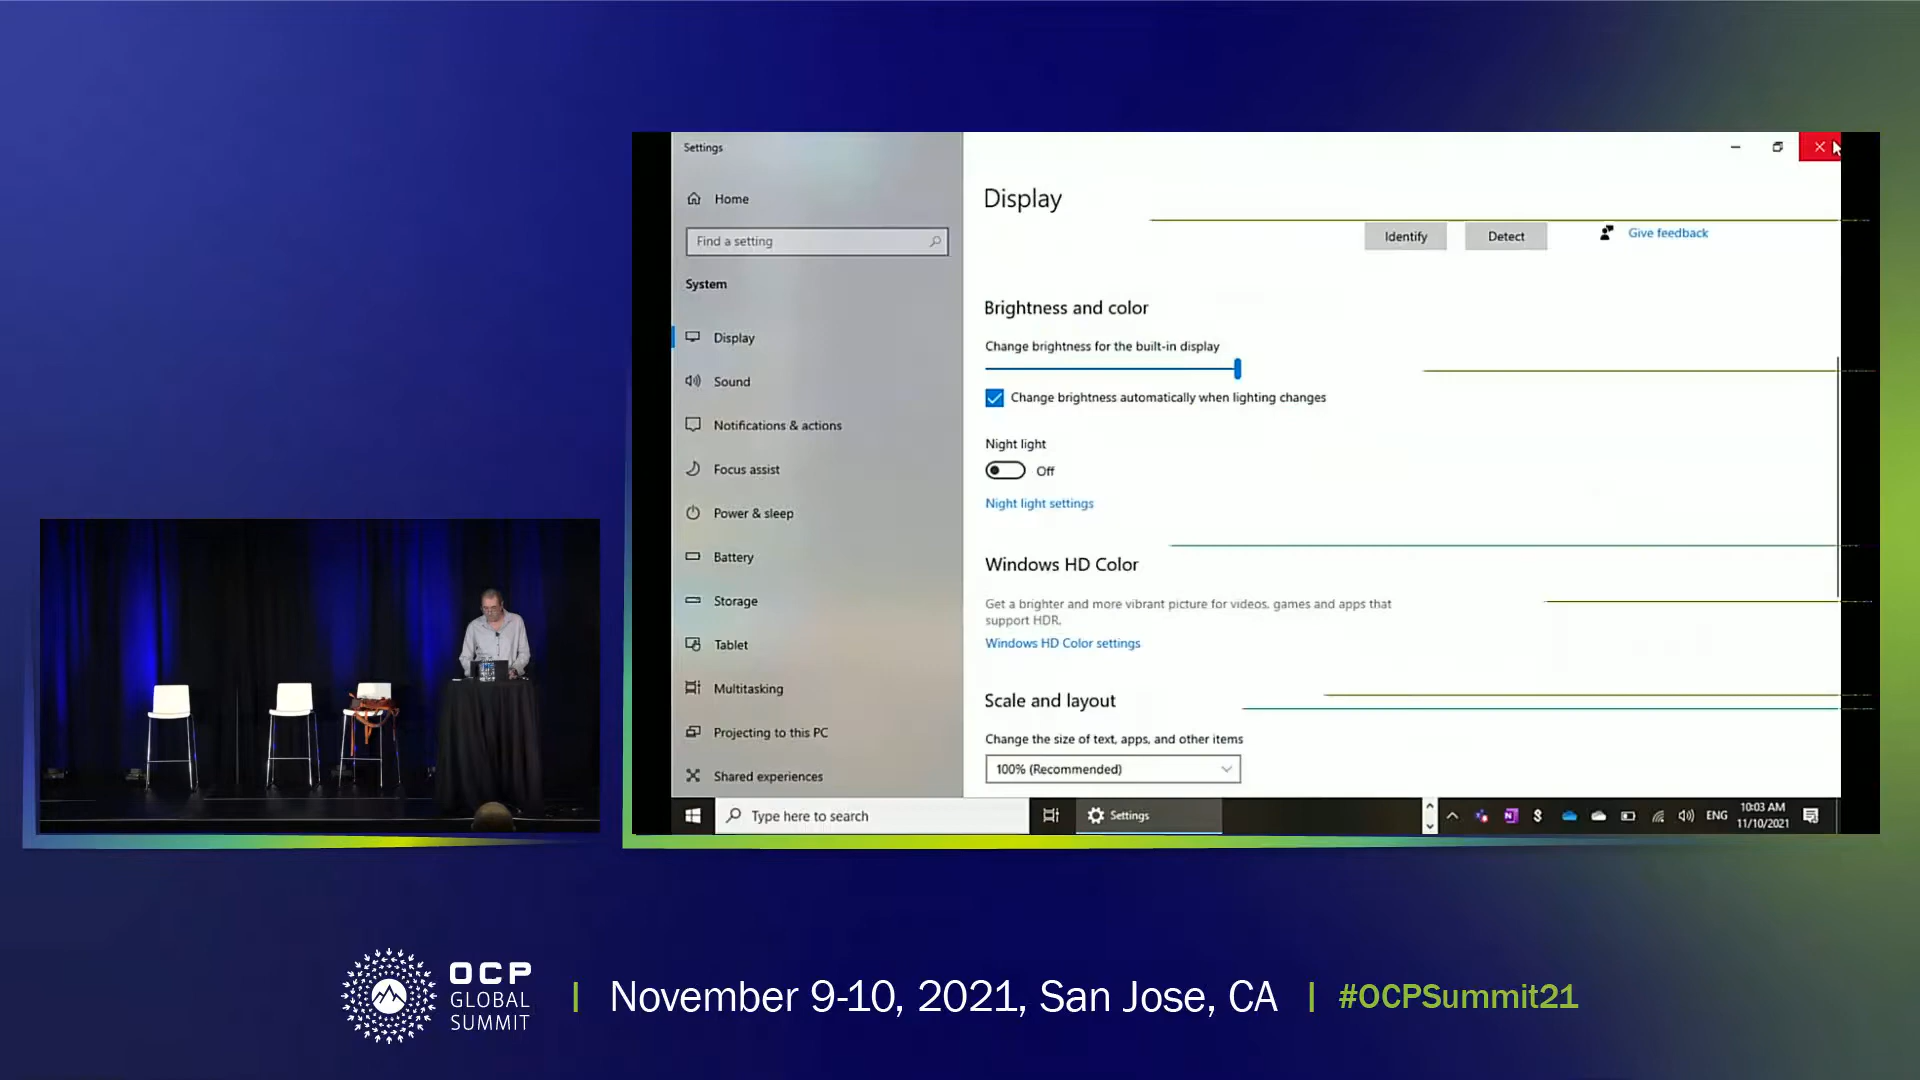 Settings
Home
Find a setting
System
Display
Sound
Notifications & actions
Focus assist
Power & sleep
Battery
Storage
Tablet
Multitasking
Projecting to this PC
Shared experiences
Display
Identify
Detect
Give feedback
Brightness and color
Change brightness for the built-in display
Change brightness automatically when lighting changes
Night light
Off
Night light settings
Windows HD Color
Get a brighter and more vibrant picture for videos, games and apps that
support HDR.
Windows HD Color settings
Scale and layout
Change the size of text, apps, and other items
100% (Recommended)
Type here to search
Settings
ENG
10:03 AM
11/10/2021
OCP
GLOBAL
SUMMIT
November 9-10, 2021, San Jose, CA
#OCPSummit21